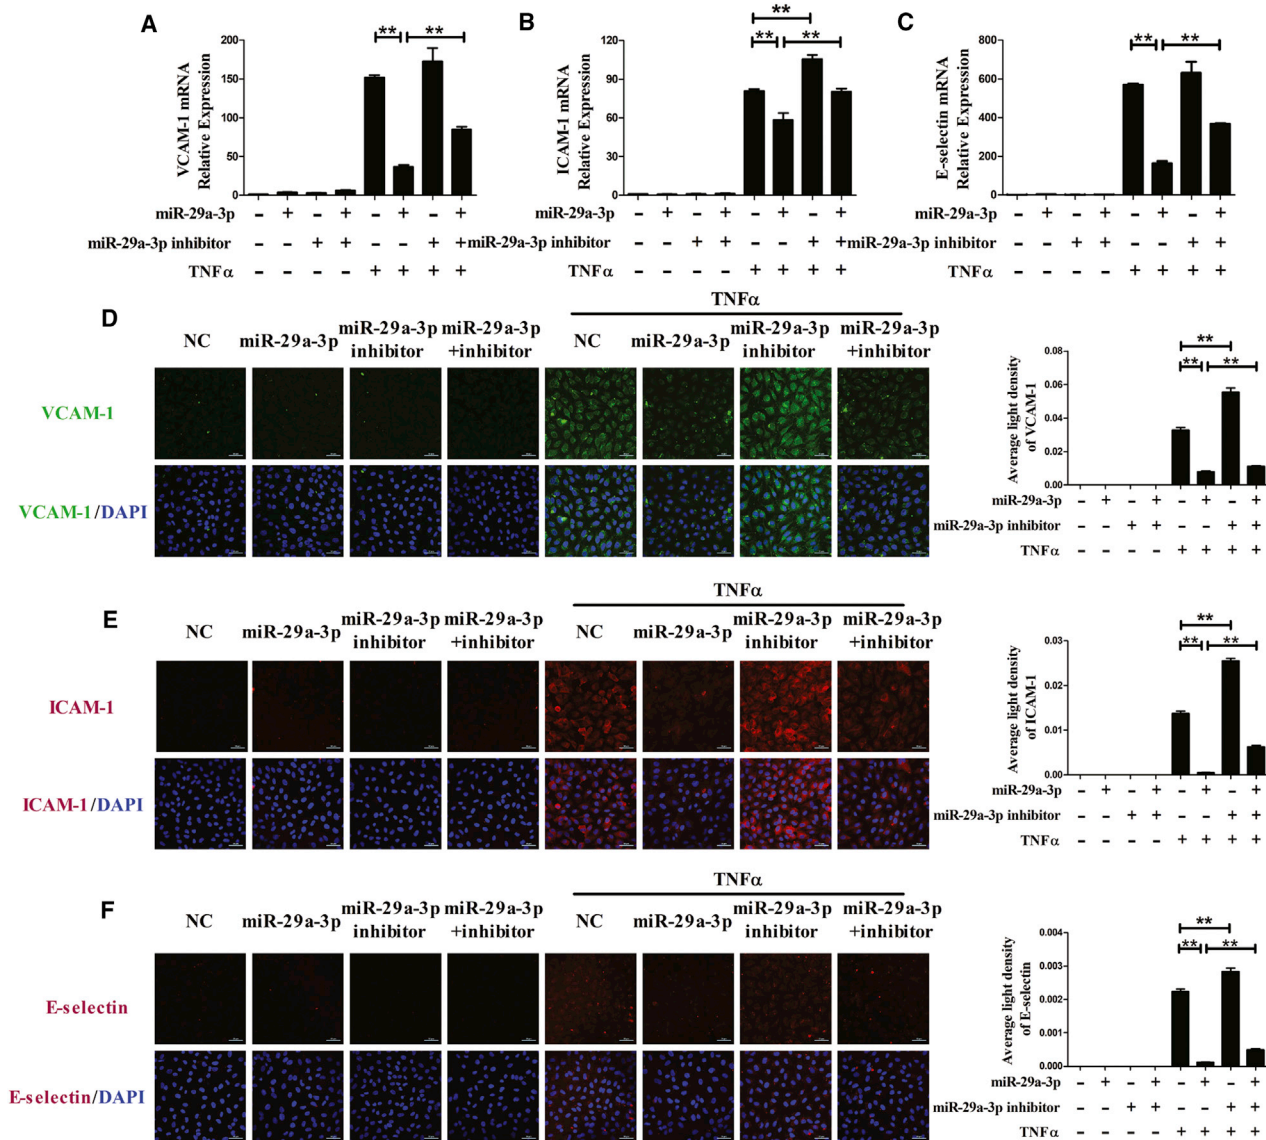 A
B
C
VCAM-1 mRNA
Relative Expression
200
150
100
50
0
** **
ICAM-1 mRNA
Relative Expression
120
90
60
30
0
**
** **
E-selectin mRNA
Relative Expression
800
600
400
200
0
** **
miR-29a-3p - + - + - + - +
miR-29a-3p inhibitor - - + + - - + +
TNFα - - - - + + + +
miR-29a-3p - + - + - + - +
miR-29a-3p inhibitor - - + + - - + +
TNFα - - - - + + + +
miR-29a-3p - + - + - + - +
miR-29a-3p inhibitor - - + + - - + +
TNFα - - - - + + + +
D
TNFα
NC miR-29a-3p miR-29a-3p inhibitor miR-29a-3p +inhibitor NC miR-29a-3p miR-29a-3p inhibitor miR-29a-3p +inhibitor
VCAM-1
VCAM-1/DAPI
Average light density
of VCAM-1
0.08
0.06
0.04
0.02
0.00
**
** **
miR-29a-3p - + - + - + - +
miR-29a-3p inhibitor - - + + - - + +
TNFα - - - - + + + +
E
TNFα
NC miR-29a-3p miR-29a-3p inhibitor miR-29a-3p +inhibitor NC miR-29a-3p miR-29a-3p inhibitor miR-29a-3p +inhibitor
ICAM-1
ICAM-1/DAPI
Average light density
of ICAM-1
0.03
0.02
0.01
0.00
**
** **
miR-29a-3p - + - + - + - +
miR-29a-3p inhibitor - - + + - - + +
TNFα - - - - + + + +
F
TNFα
NC miR-29a-3p miR-29a-3p inhibitor miR-29a-3p +inhibitor NC miR-29a-3p miR-29a-3p inhibitor miR-29a-3p +inhibitor
E-selectin
E-selectin/DAPI
Average light density
of E-selectin
0.004
0.003
0.002
0.001
0.000
**
** **
miR-29a-3p - + - + - + - +
miR-29a-3p inhibitor - - + + - - + +
TNFα - - - - + + + +